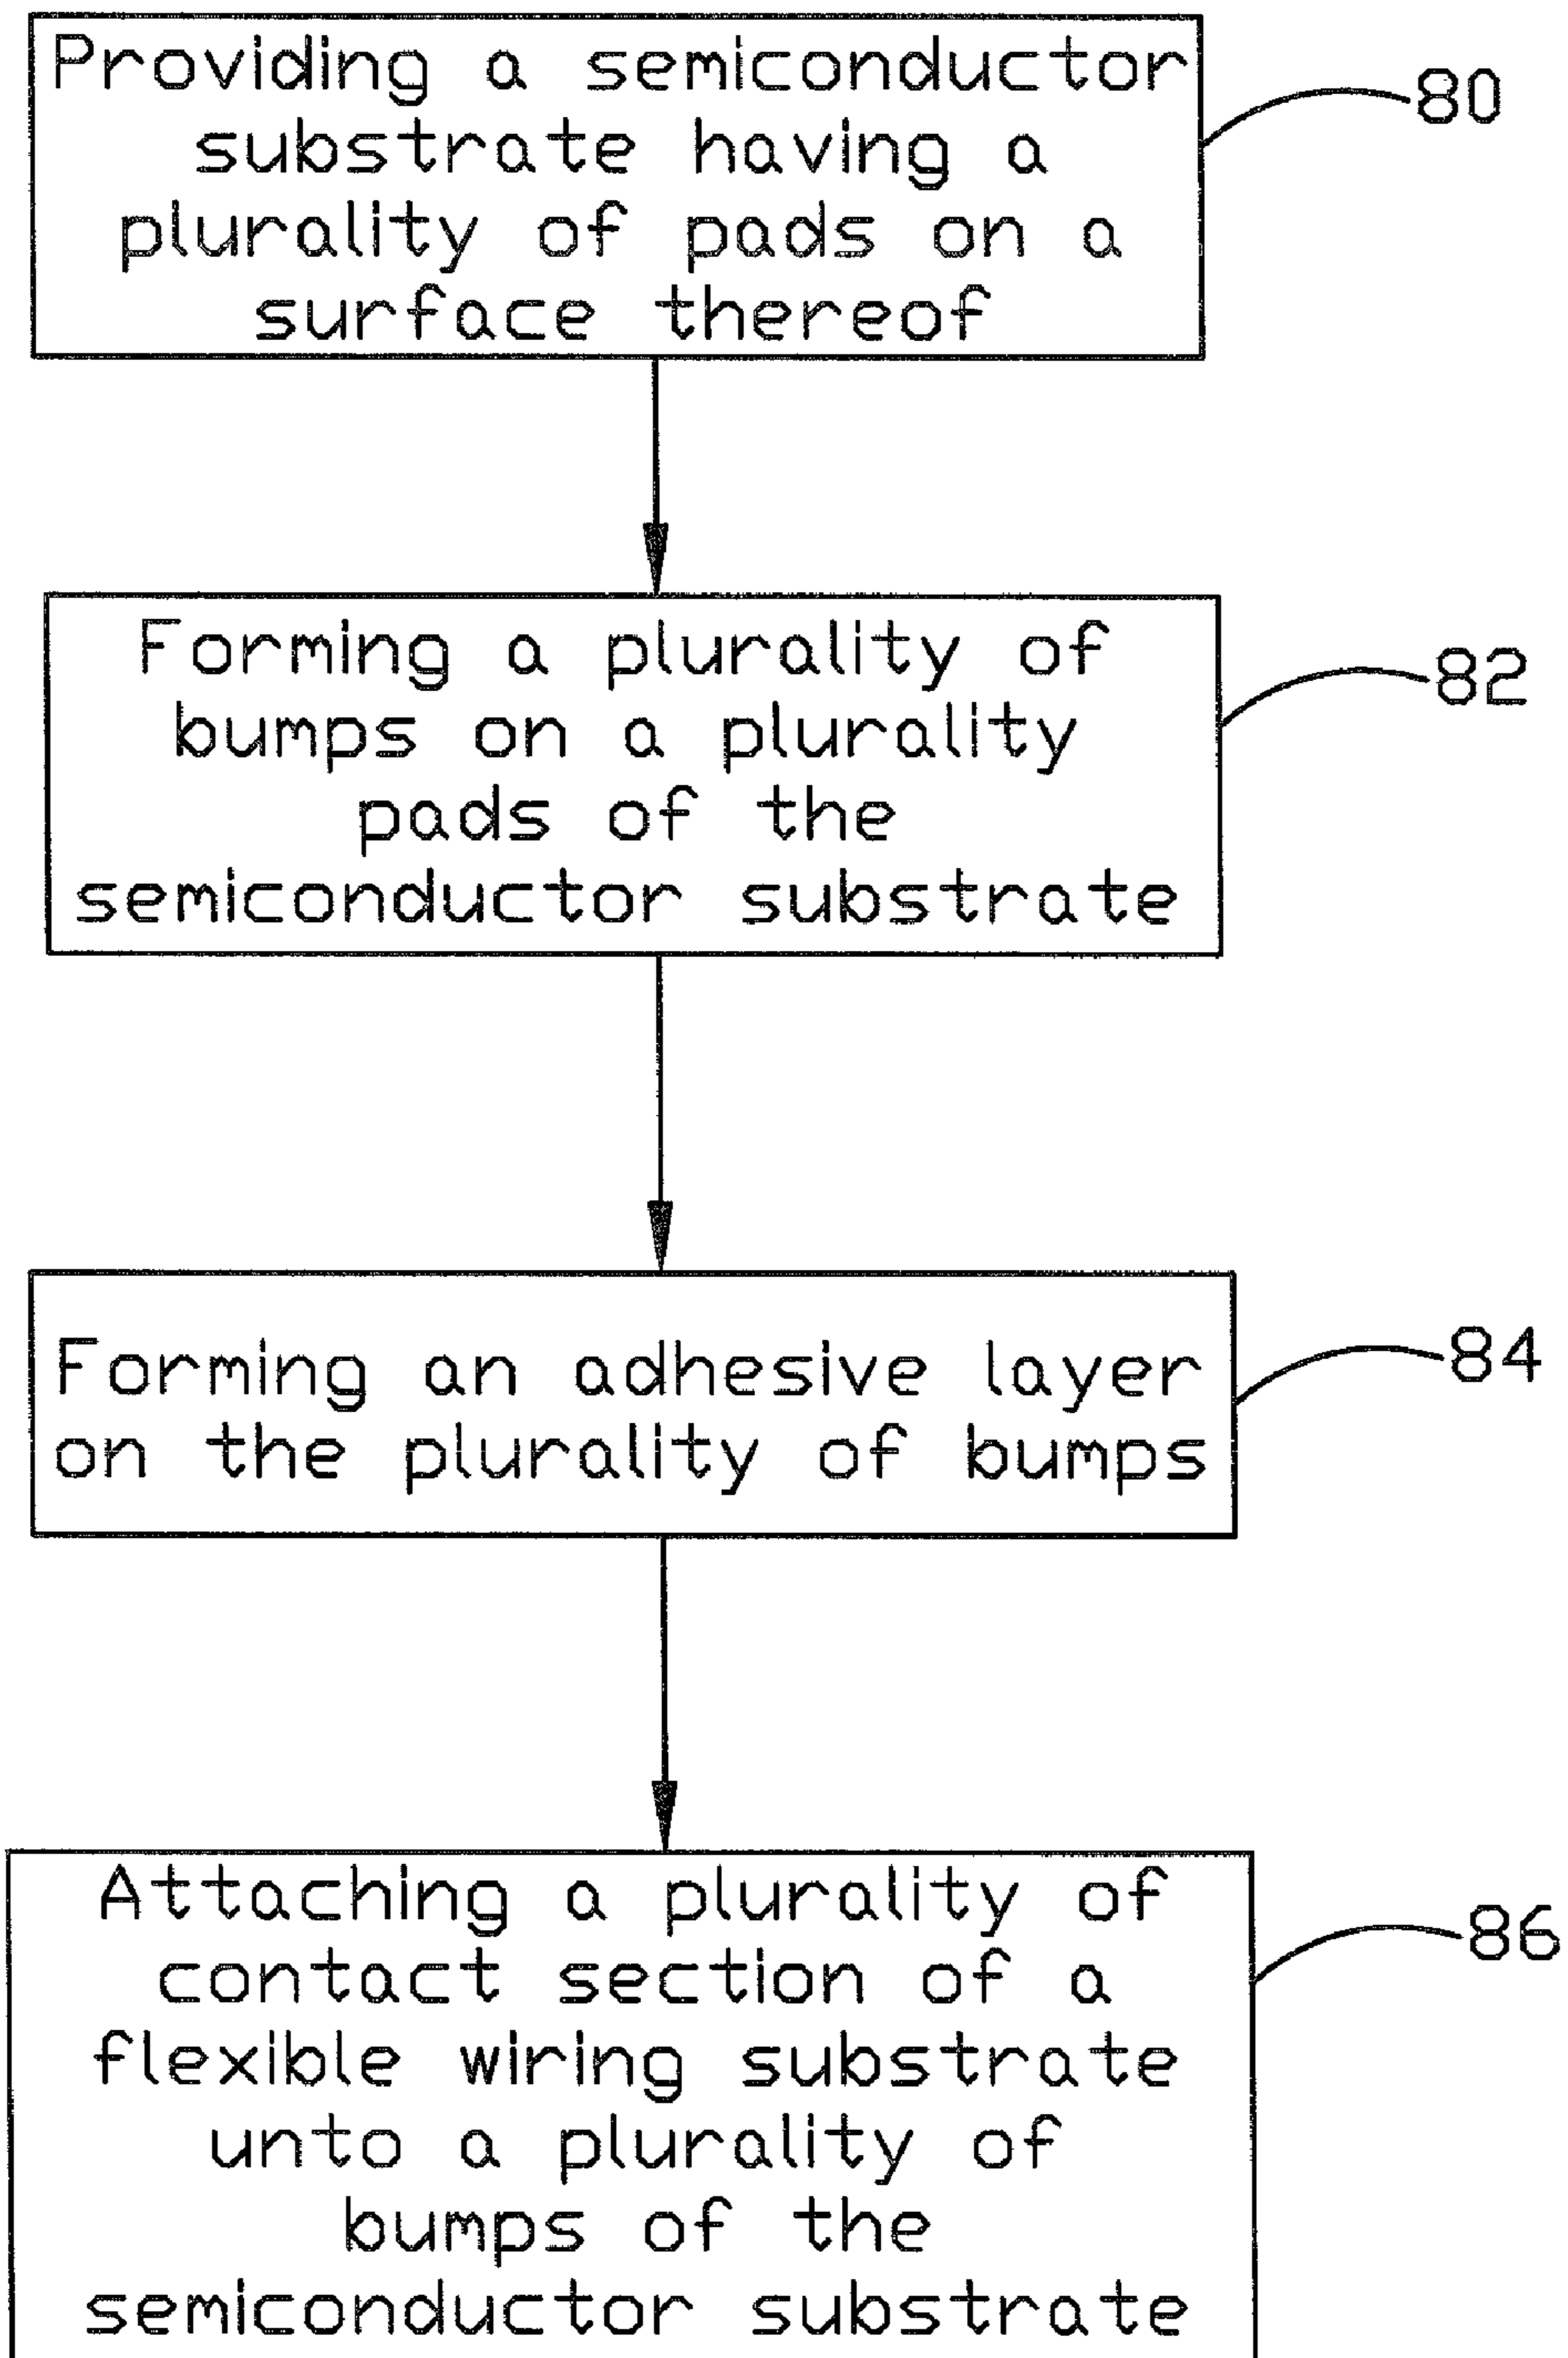 Providing a semiconductor
substrate having a
plurality of pads on a
surface thereof
80
Forming a plurality of
bumps on a plurality
pads of the
semiconductor substrate
82
Forming an adhesive layer
on the plurality of bumps
84
Attaching a plurality of
contact section of a
flexible wiring substrate
unto a plurality of
bumps of the
semiconductor substrate
86